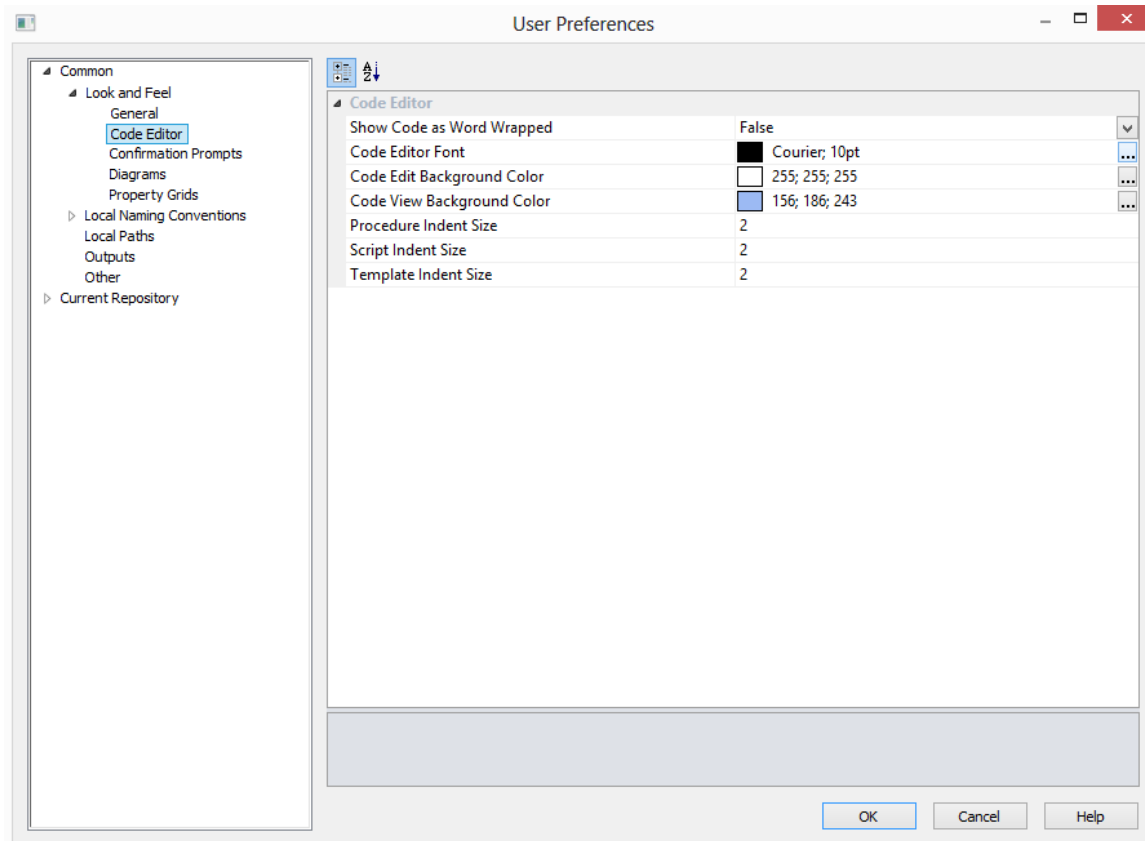 User Preferences
Common
Look and Feel
General
Code Editor
Confirmation Prompts
Diagrams
Property Grids
Local Naming Conventions
Local Paths
Outputs
Other
Current Repository
A
Z
Code Editor
Show Code as Word Wrapped False
Code Editor Font Courier; 10pt
...
Code Edit Background Color 255; 255; 255
...
Code View Background Color 156; 186; 243
...
Procedure Indent Size 2
Script Indent Size 2
Template Indent Size 2
OK Cancel Help